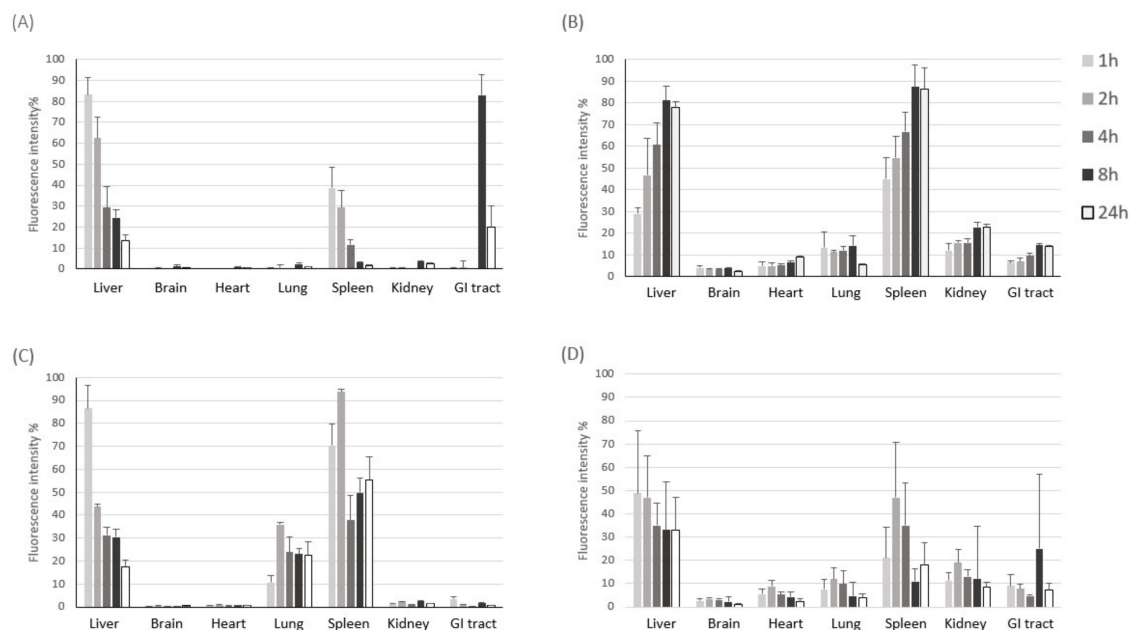 (A)
Fluorescence intensity%
100
90
80
70
60
50
40
30
20
10
0
Liver Brain Heart Lung Spleen Kidney GI tract
(B)
Fluorescence intensity %
100
90
80
70
60
50
40
30
20
10
0
Liver Brain Heart Lung Spleen Kidney GI tract
1h
2h
4h
8h
24h
(C)
Fluorescence intensity %
100
90
80
70
60
50
40
30
20
10
0
Liver Brain Heart Lung Spleen Kidney GI tract
(D)
Fluorescence intensity %
100
90
80
70
60
50
40
30
20
10
0
Liver Brain Heart Lung Spleen Kidney GI tract